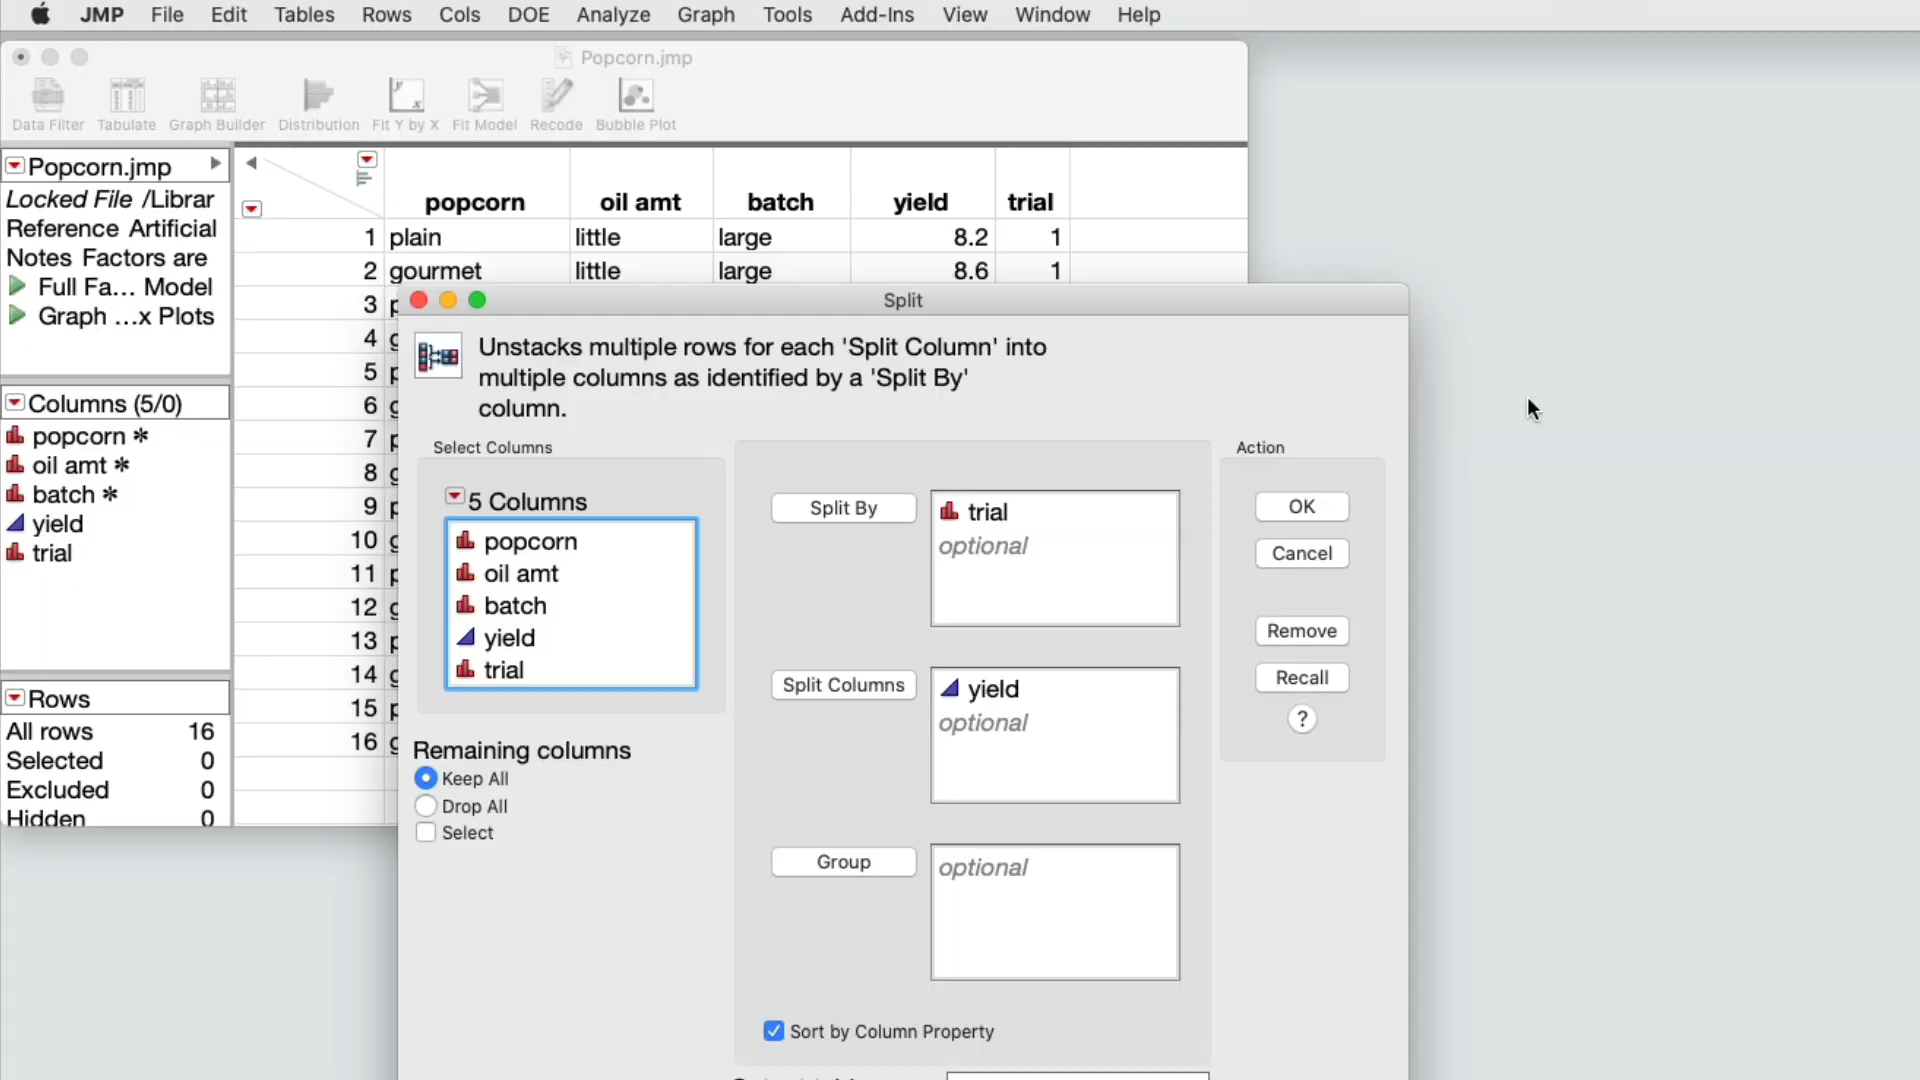 JMP File Edit Tables Rows Cols DOE Analyze Graph Tools Add-Ins View Window Help
Popcorn.jmp
Data Filter Tabulate Graph Builder Distribution Fit Y by X Fit Model Recode Bubble Plot
Popcorn.jmp
Locked File /Librar
Reference Artificial
Notes Factors are
Full Fa... Model
Graph ...x Plots
Columns (5/0)
popcorn *
oil amt *
batch *
yield
trial
Rows
All rows 16
Selected 0
Excluded 0
Hidden 0
popcorn oil amt batch yield trial
1 plain little large 8.2 1
2 gourmet little large 8.6 1
3 p
4 g
5 p
6 g
7 p
8 g
9 p
10 g
11 p
12 g
13 p
14 g
15 p
16 g
Split
Unstacks multiple rows for each 'Split Column' into
multiple columns as identified by a 'Split By'
column.
Select Columns
5 Columns
popcorn
oil amt
batch
yield
trial
Remaining columns
Keep All
Drop All
Select
Split By
trial
optional
Split Columns
yield
optional
Group
optional
Sort by Column Property
Action
OK
Cancel
Remove
Recall
?